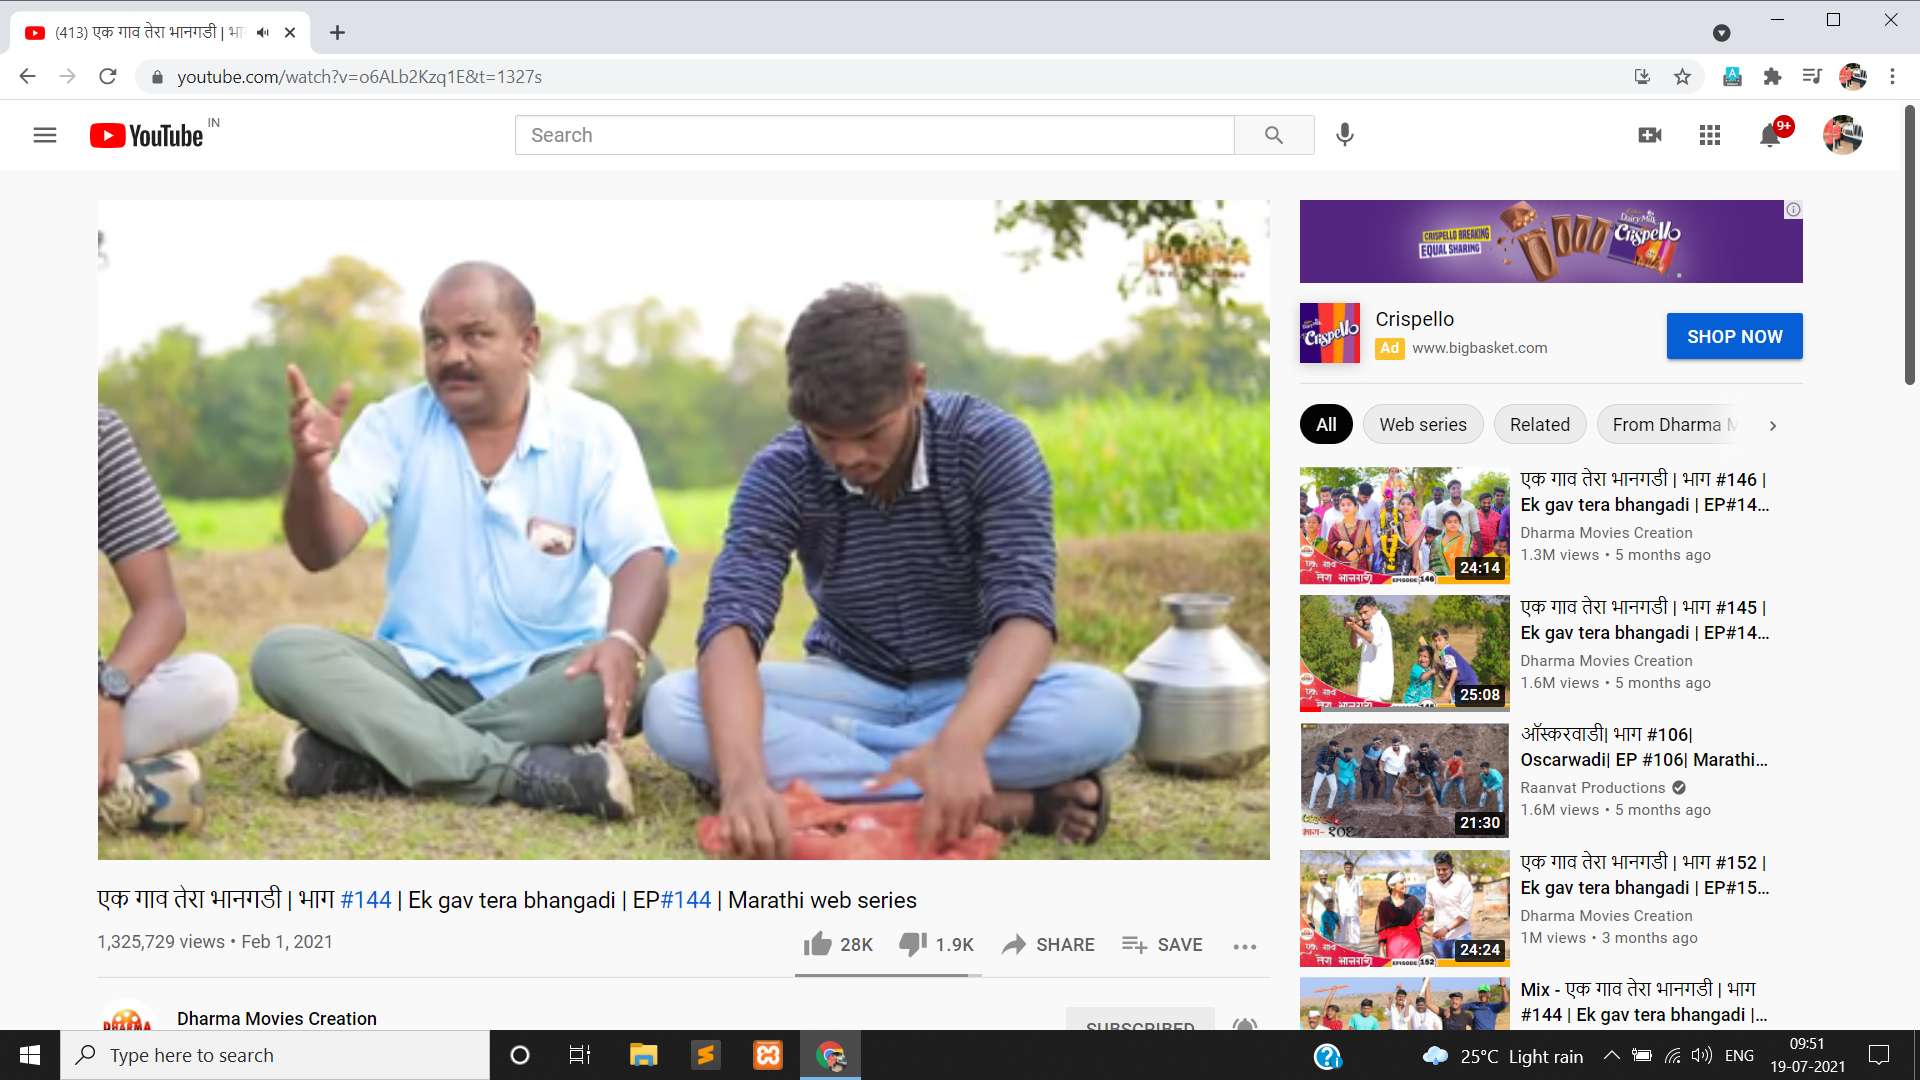 (413) एक गाव तेरा भानगडी | भा
youtube.com/watch?v=o6ALb2Kzq1E&t=1327s
YouTube IN
Search
9+
DHARMA
CRISPELLO BREAKING
EQUAL SHARING
Dairy Milk
Crispello
Crispello
Crispello
Ad www.bigbasket.com
SHOP NOW
All
Web series
Related
From Dharma M
एक गाव तेरा भानगडी | भाग #146 |
Ek gav tera bhangadi | EP#14...
Dharma Movies Creation
1.3M views • 5 months ago
EPISODE 146
24:14
एक गाव तेरा भानगडी | भाग #145 |
Ek gav tera bhangadi | EP#14...
Dharma Movies Creation
1.6M views • 5 months ago
25:08
ऑस्करवाडी| भाग #106|
Oscarwadi| EP #106| Marathi...
Raanvat Productions
1.6M views • 5 months ago
भाग- १०६
21:30
एक गाव तेरा भानगडी | भाग #152 |
Ek gav tera bhangadi | EP#15...
Dharma Movies Creation
1M views • 3 months ago
EPISODE 152
24:24
Mix - एक गाव तेरा भानगडी | भाग
#144 | Ek gav tera bhangadi |...
एक गाव तेरा भानगडी | भाग #144 | Ek gav tera bhangadi | EP#144 | Marathi web series
1,325,729 views • Feb 1, 2021
28K
1.9K
SHARE
SAVE
DHARMA
Dharma Movies Creation
SUBSCRIBED
Type here to search
25°C Light rain
ENG
09:51
19-07-2021